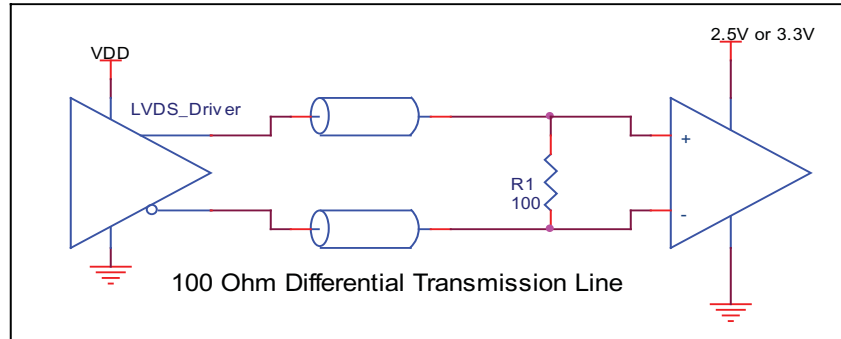 VDD
2.5V or 3.3V
LVDS_Driver
+
R1
100
-
100 Ohm Differential Transmission Line